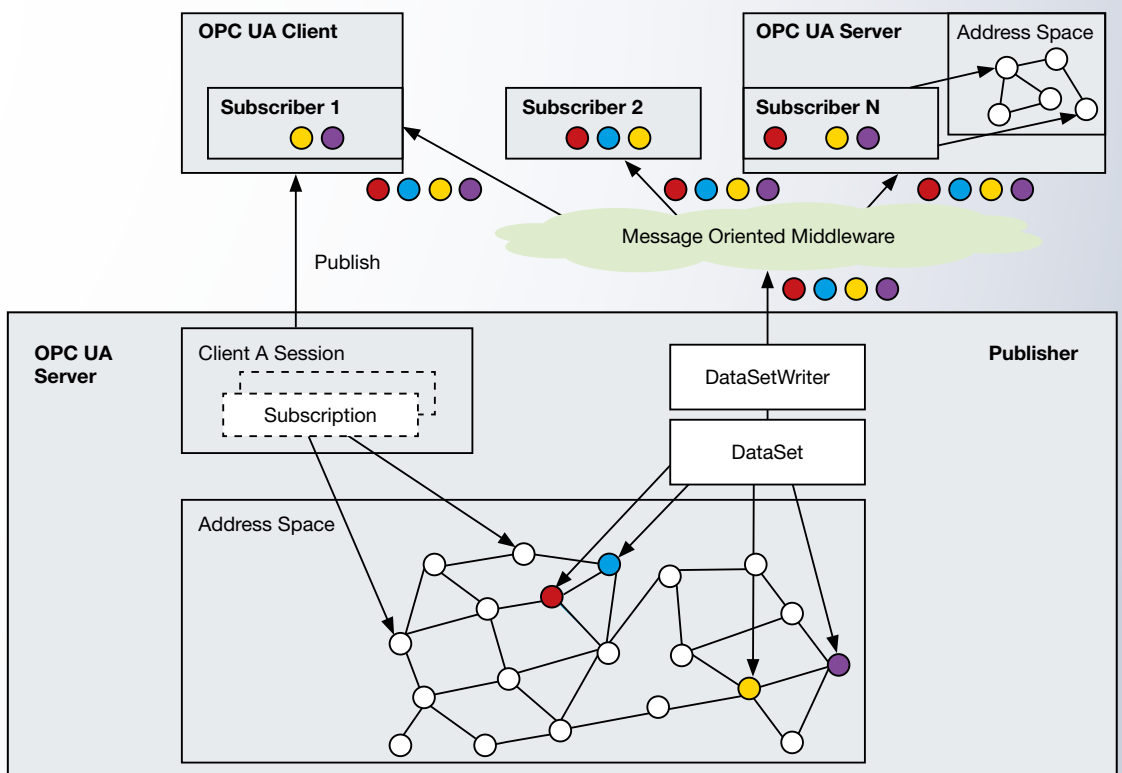 OPC UA Client
Subscriber 1
Subscriber 2
OPC UA Server
Address Space
Subscriber N
Message Oriented Middleware
Publish
OPC UA
Server
Client A Session
Subscription
Publisher
DataSetWriter
DataSet
Address Space